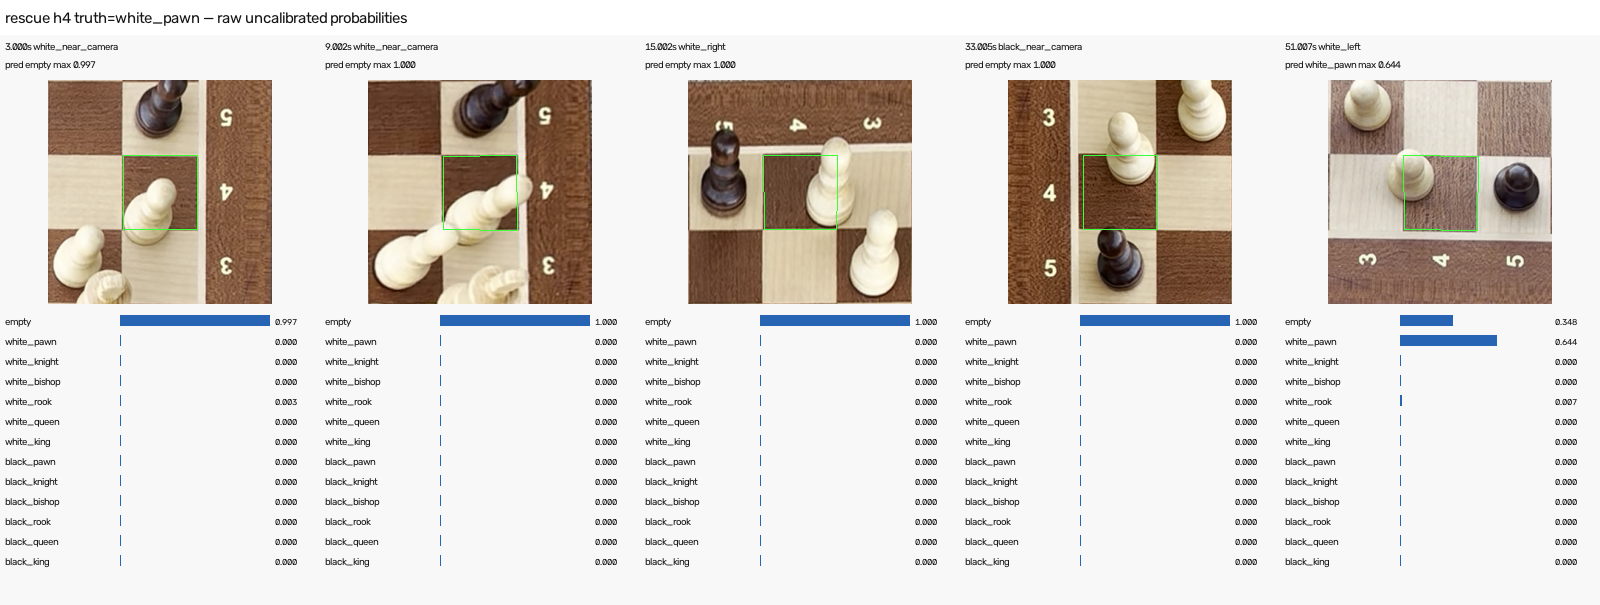 rescue h4 truth=white_pawn — raw uncalibrated probabilities
3.000s white_near_camera
pred empty max 0.997
5
4
3
empty 0.997
white_pawn 0.000
white_knight 0.000
white_bishop 0.000
white_rook 0.003
white_queen 0.000
white_king 0.000
black_pawn 0.000
black_knight 0.000
black_bishop 0.000
black_rook 0.000
black_queen 0.000
black_king 0.000
9.002s white_near_camera
pred empty max 1.000
5
4
3
empty 1.000
white_pawn 0.000
white_knight 0.000
white_bishop 0.000
white_rook 0.000
white_queen 0.000
white_king 0.000
black_pawn 0.000
black_knight 0.000
black_bishop 0.000
black_rook 0.000
black_queen 0.000
black_king 0.000
15.002s white_right
pred empty max 1.000
5 4 3
empty 1.000
white_pawn 0.000
white_knight 0.000
white_bishop 0.000
white_rook 0.000
white_queen 0.000
white_king 0.000
black_pawn 0.000
black_knight 0.000
black_bishop 0.000
black_rook 0.000
black_queen 0.000
black_king 0.000
33.005s black_near_camera
pred empty max 1.000
3
4
5
empty 1.000
white_pawn 0.000
white_knight 0.000
white_bishop 0.000
white_rook 0.000
white_queen 0.000
white_king 0.000
black_pawn 0.000
black_knight 0.000
black_bishop 0.000
black_rook 0.000
black_queen 0.000
black_king 0.000
51.007s white_left
pred white_pawn max 0.644
3 4 5
empty 0.348
white_pawn 0.644
white_knight 0.000
white_bishop 0.000
white_rook 0.007
white_queen 0.000
white_king 0.000
black_pawn 0.000
black_knight 0.000
black_bishop 0.000
black_rook 0.000
black_queen 0.000
black_king 0.000